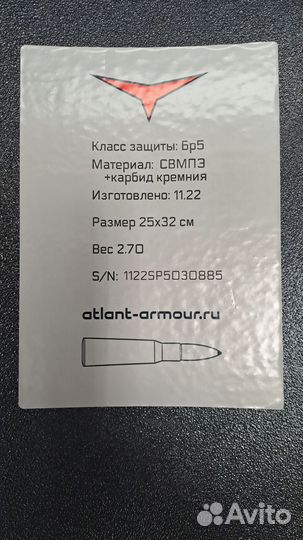 Класс защиты: Бр5
Материал: СВМПЭ
+карбид кремния
Изготовлено: 11.22
Размер 25x32 см
Вес 2.70
S/N: 1122SP5030885
atlant-armour.ru
Avito